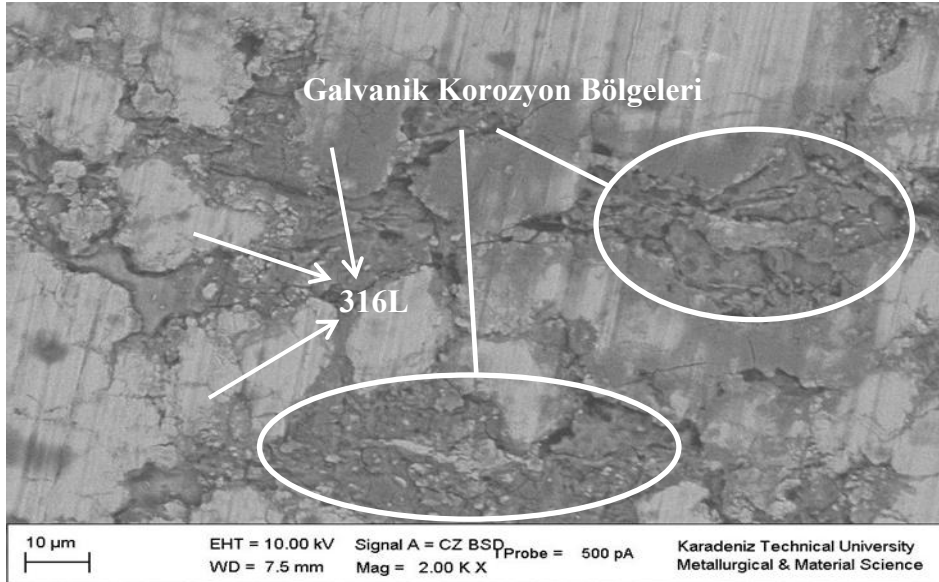 Galvanik Korozyon Bölgeleri
316L
10 µm
EHT = 10.00 kV Signal A = CZ BSD TProbe = 500 pA Karadeniz Technical University
WD = 7.5 mm Mag = 2.00 K X Metallurgical & Material Science